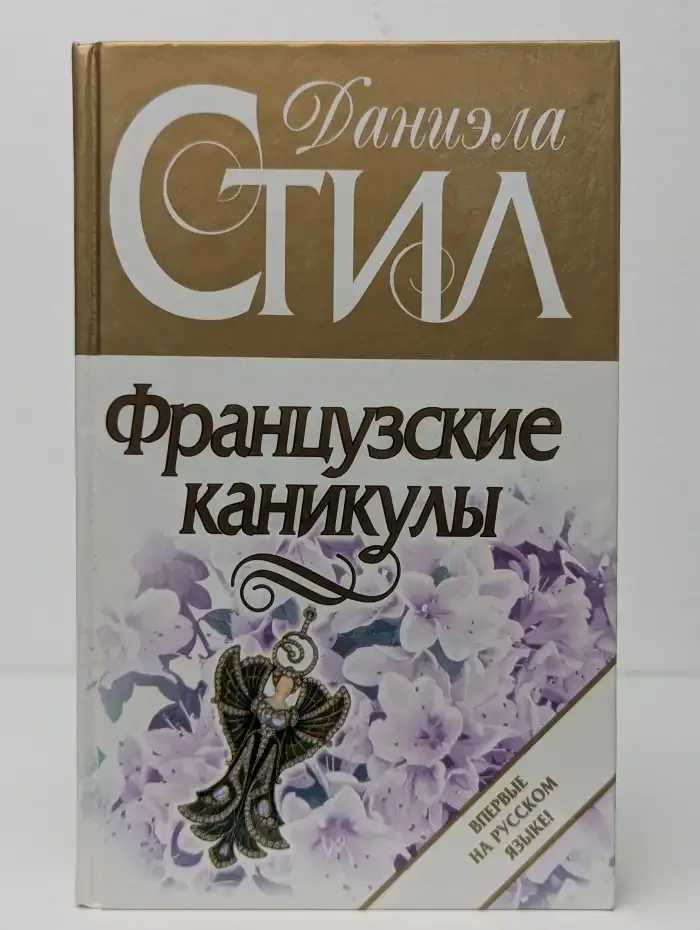 Даниэла
Стил
Французские
каникулы
ВПЕРВЫЕ
НА РУССКОМ
ЯЗЫКЕ!